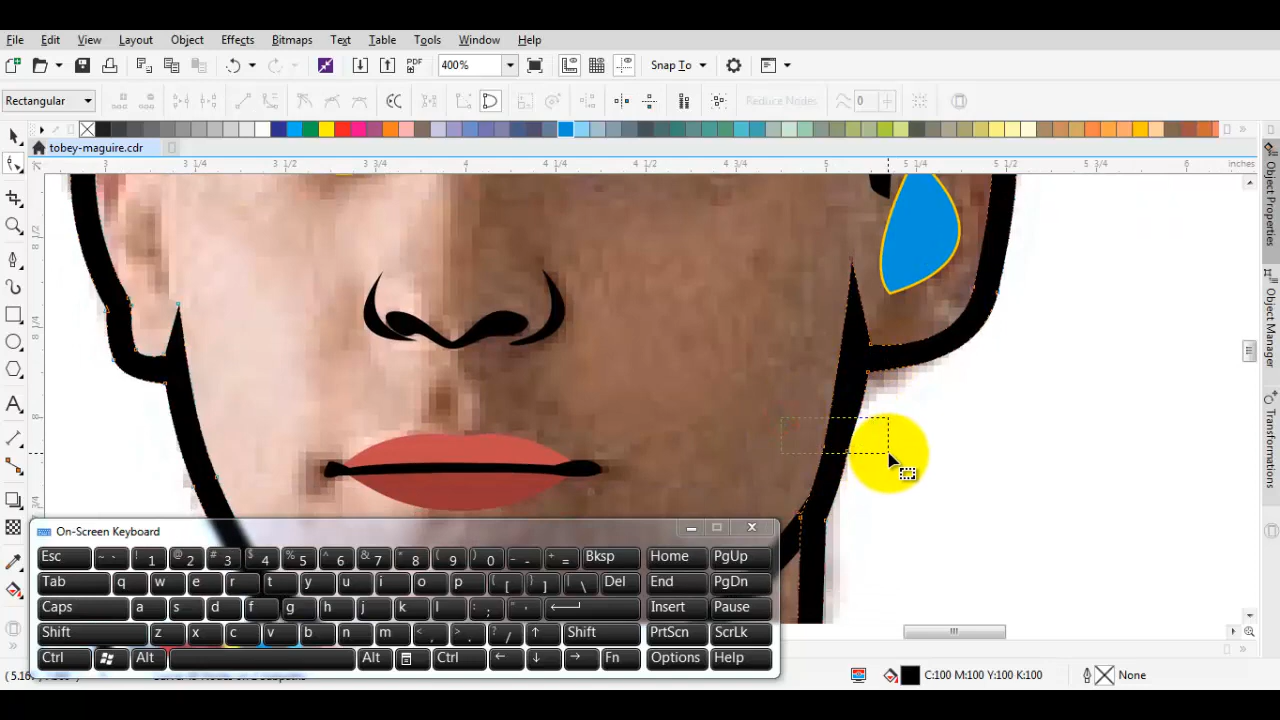 File Edit View Layout Object Effects Bitmaps Text Table Tools Window Help
PDF 400% Snap To
Rectangular Reduce Nodes 0
tobey-maguire.cdr
3 3 1/4 3 1/2 3 3/4 4 4 1/4 4 1/2 4 3/4 5 5 1/4 5 1/2 5 3/4 6 inches
Object Properties
Object Manager
Transformations
On-Screen Keyboard
Esc ~ ` ! 1 @ 2 # 3 $ 4 % 5 ^ 6 & 7 * 8 ( 9 ) 0 _ - + = Bksp Home PgUp
Tab q w e r t y u i o p { [ } ] | \ Del End PgDn
Caps a s d f g h j k l : ; " ' Insert Pause
Shift z x c v b n m < , > . ? / ↑ Shift PrtScn ScrLk
Ctrl Alt Alt Ctrl ← ↓ → Fn Options Help
C:100 M:100 Y:100 K:100 None